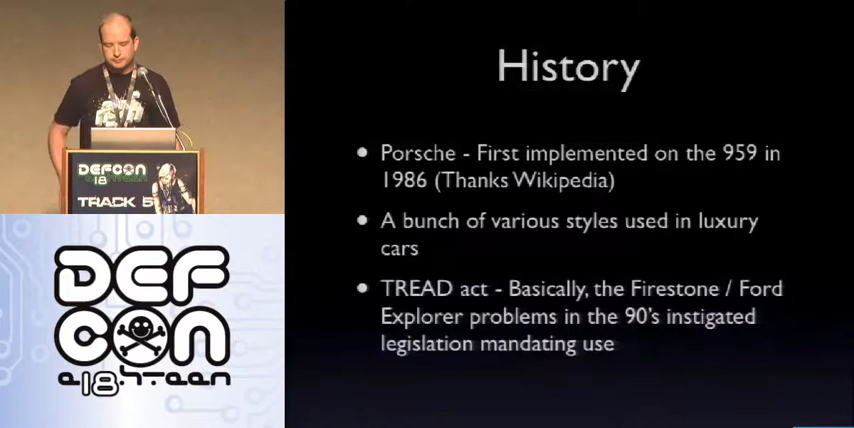 DEFCON
18
TRACK 5
DEF
CON
e18hteen
History
• Porsche - First implemented on the 959 in
1986 (Thanks Wikipedia)
• A bunch of various styles used in luxury
cars
• TREAD act - Basically, the Firestone / Ford
Explorer problems in the 90's instigated
legislation mandating use